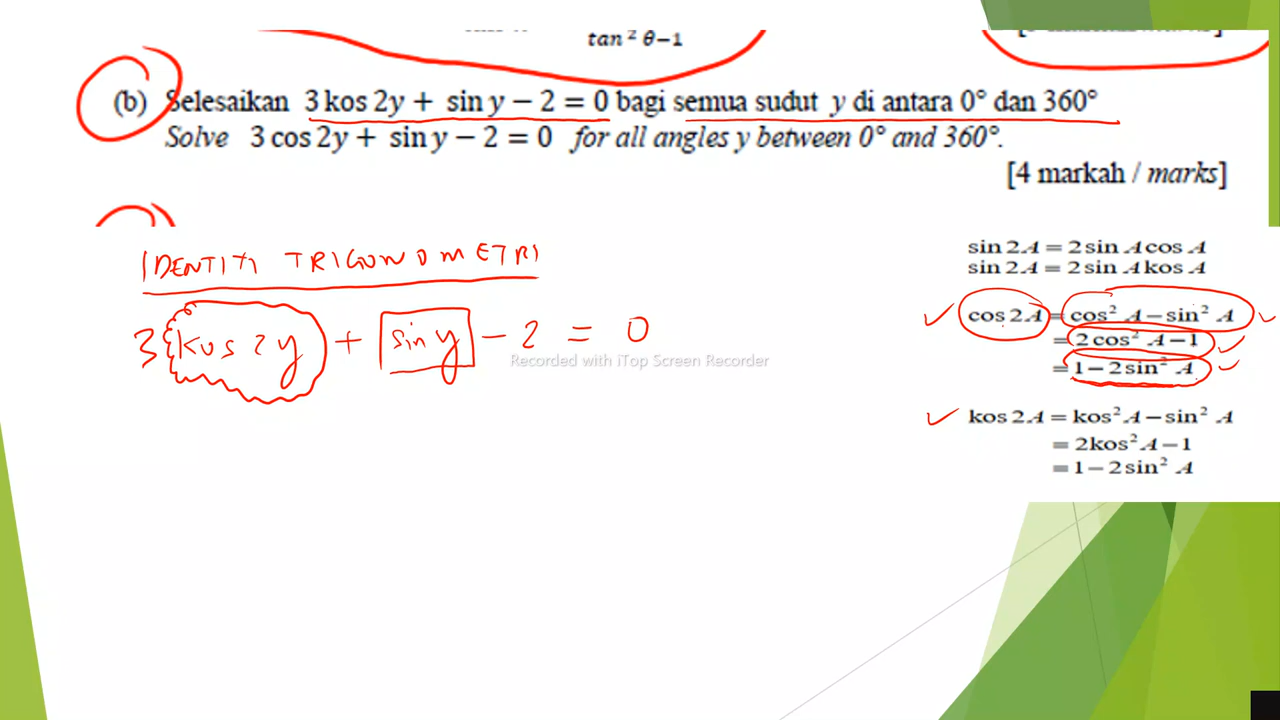 tan² θ−1
(b) Selesaikan 3 kos 2y + sin y − 2 = 0 bagi semua sudut y di antara 0° dan 360°
Solve 3 cos 2y + sin y − 2 = 0 for all angles y between 0° and 360°.
[4 markah / marks]
IDENTITI TRIGONOMETRI
3 kos 2y + sin y − 2 = 0
Recorded with iTop Screen Recorder
sin 2A = 2 sin A cos A
sin 2A = 2 sin A kos A
cos 2A = cos² A − sin² A
= 2 cos² A − 1
= 1 − 2 sin² A
kos 2A = kos² A − sin² A
= 2kos² A − 1
= 1 − 2 sin² A